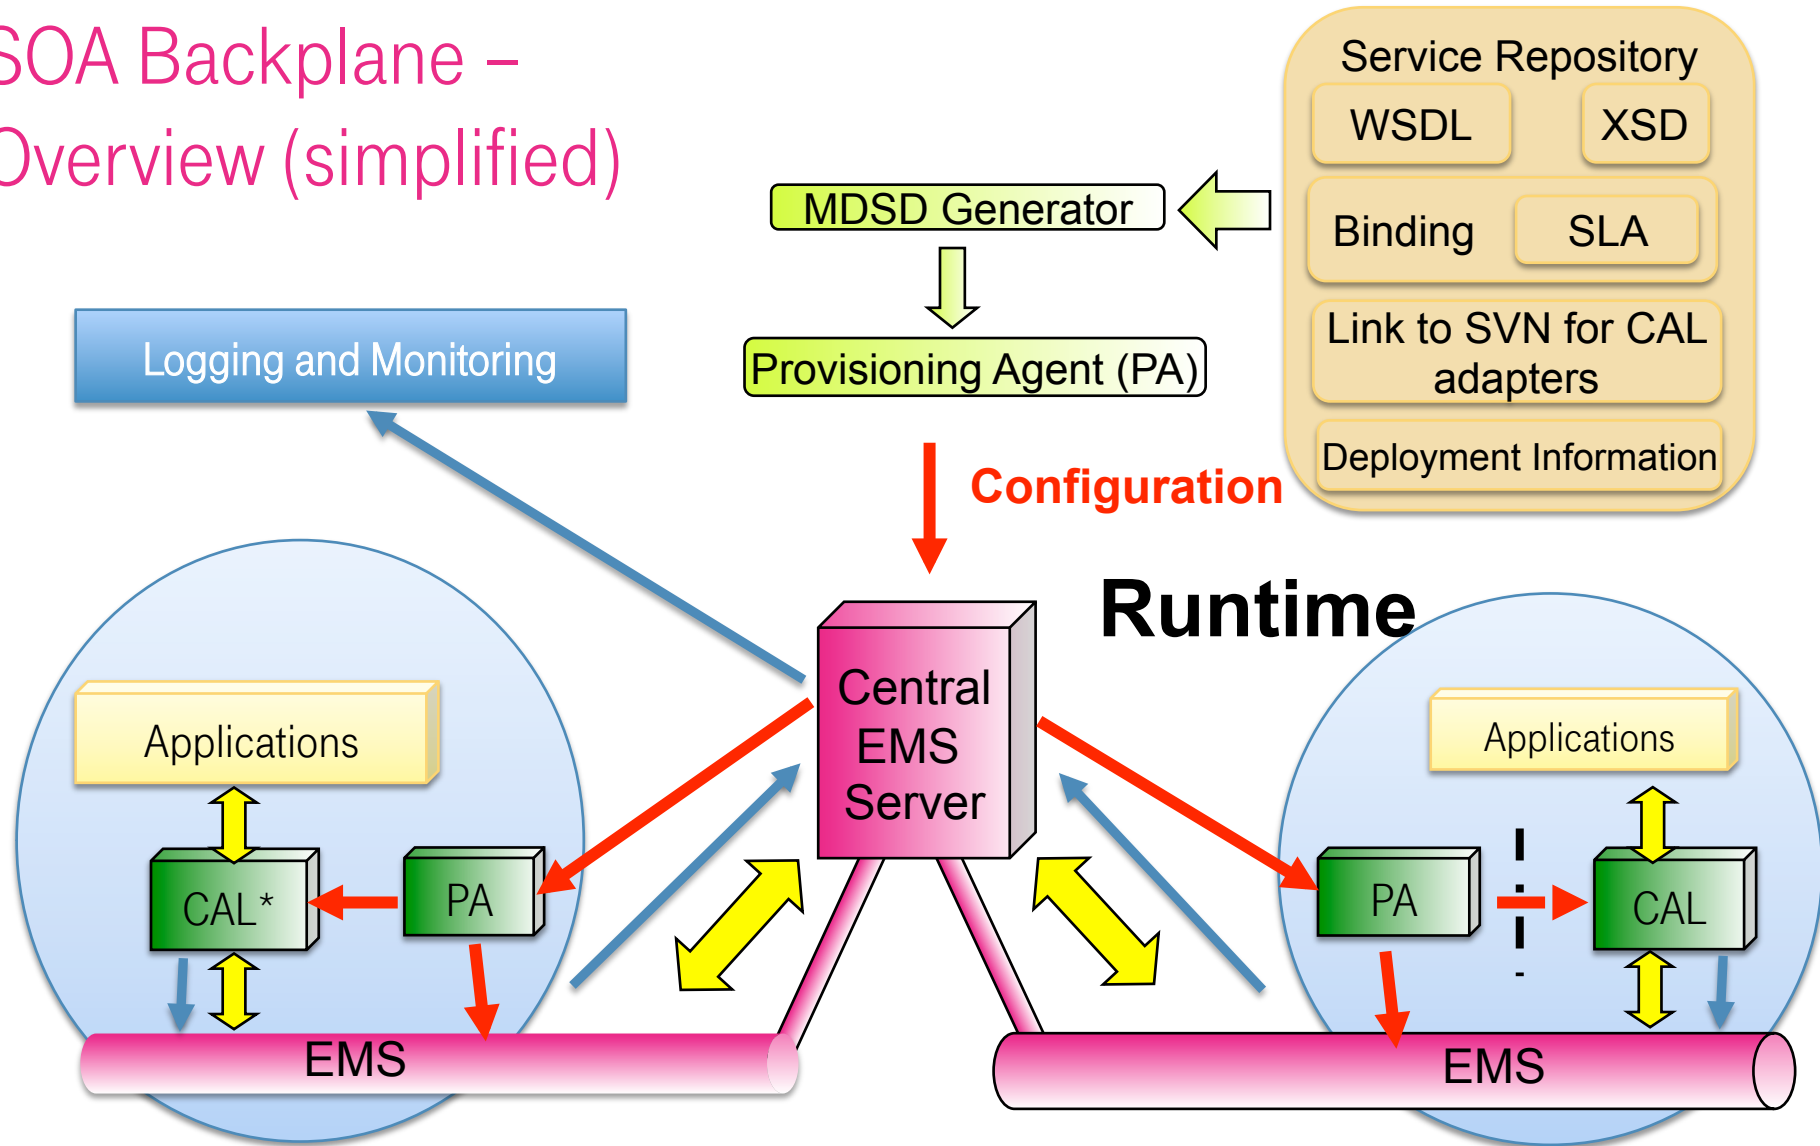 SOA Backplane –
Overview (simplified)
Service Repository
WSDL
XSD
Binding
SLA
Link to SVN for CAL
adapters
Deployment Information
MDSD Generator
Provisioning Agent (PA)
Configuration
Logging and Monitoring
Runtime
Central
EMS
Server
Applications
CAL*
PA
EMS
Applications
PA
CAL
EMS